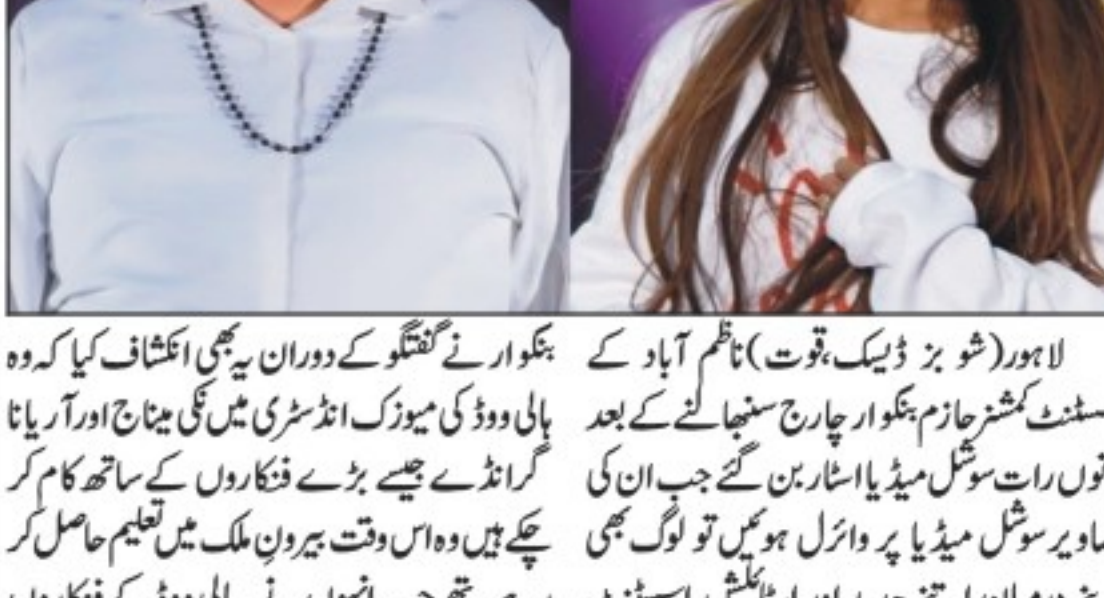 لاہور(شو بز ڈیسک،قوت)ناظم آباد کے
سسٹنٹ کمشنر حازم بنگوار چارج سنبھالنے کے بعد
توں رات سوشل میڈیا اسٹار بن گئے جب ان کی
صاویر سوشل میڈیا پر وائرل ہوئیں تو لوگ بھی
بنگوار نے گفتگو کے دوران یہ بھی انکشاف کیا کہ وہ
ہالی ووڈ کی میوزک انڈسٹری میں نکی میناج اور آریانا
گرانڈے جیسے بڑے فنکاروں کے ساتھ کام کر
چکے ہیں وہ اس وقت بیرونِ ملک میں تعلیم حاصل کر